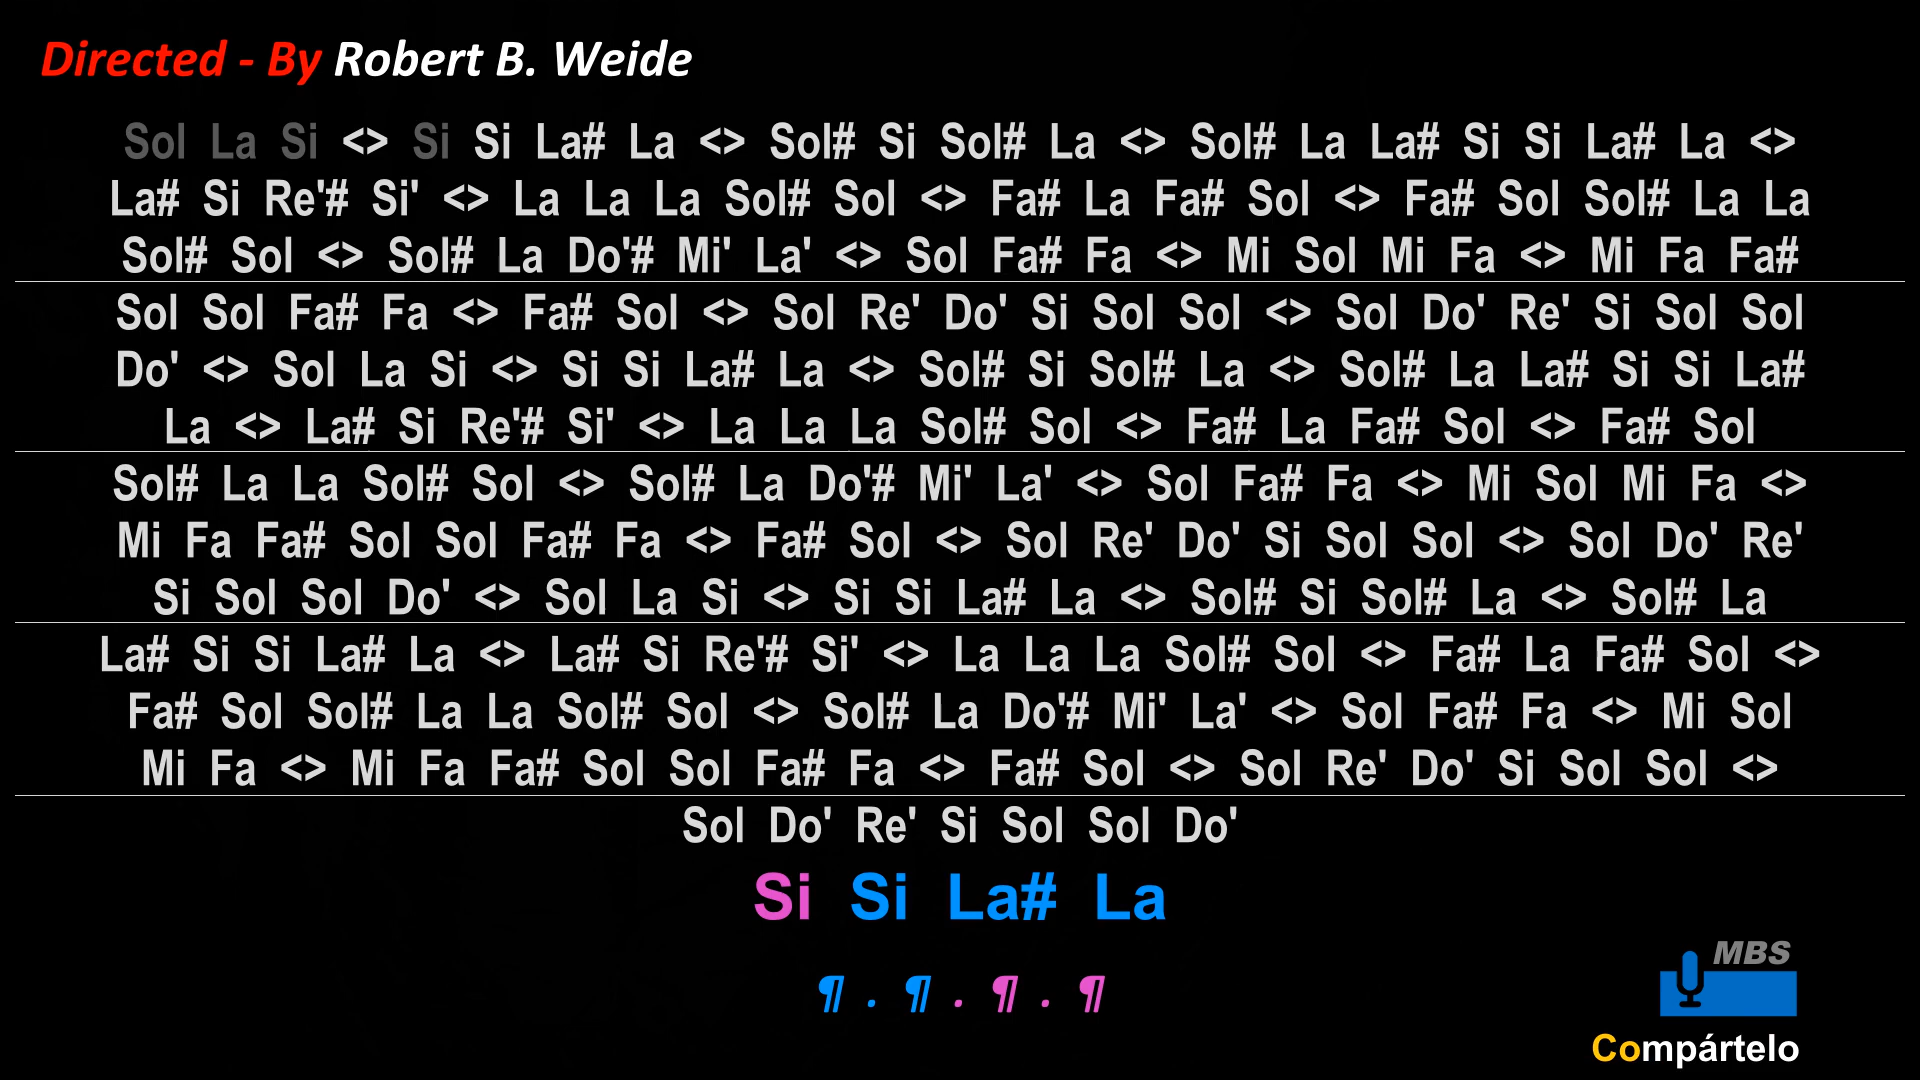 Directed - By Robert B. Weide
Sol La Si <> Si Si La# La <> Sol# Si Sol# La <> Sol# La La# Si Si La# La <>
La# Si Re'# Si' <> La La La Sol# Sol <> Fa# La Fa# Sol <> Fa# Sol Sol# La La
Sol# Sol <> Sol# La Do'# Mi' La' <> Sol Fa# Fa <> Mi Sol Mi Fa <> Mi Fa Fa#
Sol Sol Fa# Fa <> Fa# Sol <> Sol Re' Do' Si Sol Sol <> Sol Do' Re' Si Sol Sol
Do' <> Sol La Si <> Si Si La# La <> Sol# Si Sol# La <> Sol# La La# Si Si La#
La <> La# Si Re'# Si' <> La La La Sol# Sol <> Fa# La Fa# Sol <> Fa# Sol
Sol# La La Sol# Sol <> Sol# La Do'# Mi' La' <> Sol Fa# Fa <> Mi Sol Mi Fa <>
Mi Fa Fa# Sol Sol Fa# Fa <> Fa# Sol <> Sol Re' Do' Si Sol Sol <> Sol Do' Re'
Si Sol Sol Do' <> Sol La Si <> Si Si La# La <> Sol# Si Sol# La <> Sol# La
La# Si Si La# La <> La# Si Re'# Si' <> La La La Sol# Sol <> Fa# La Fa# Sol <>
Fa# Sol Sol# La La Sol# Sol <> Sol# La Do'# Mi' La' <> Sol Fa# Fa <> Mi Sol
Mi Fa <> Mi Fa Fa# Sol Sol Fa# Fa <> Fa# Sol <> Sol Re' Do' Si Sol Sol <>
Sol Do' Re' Si Sol Sol Do'
Si Si La# La
¶ . ¶ . ¶ . ¶
MBS
Compártelo